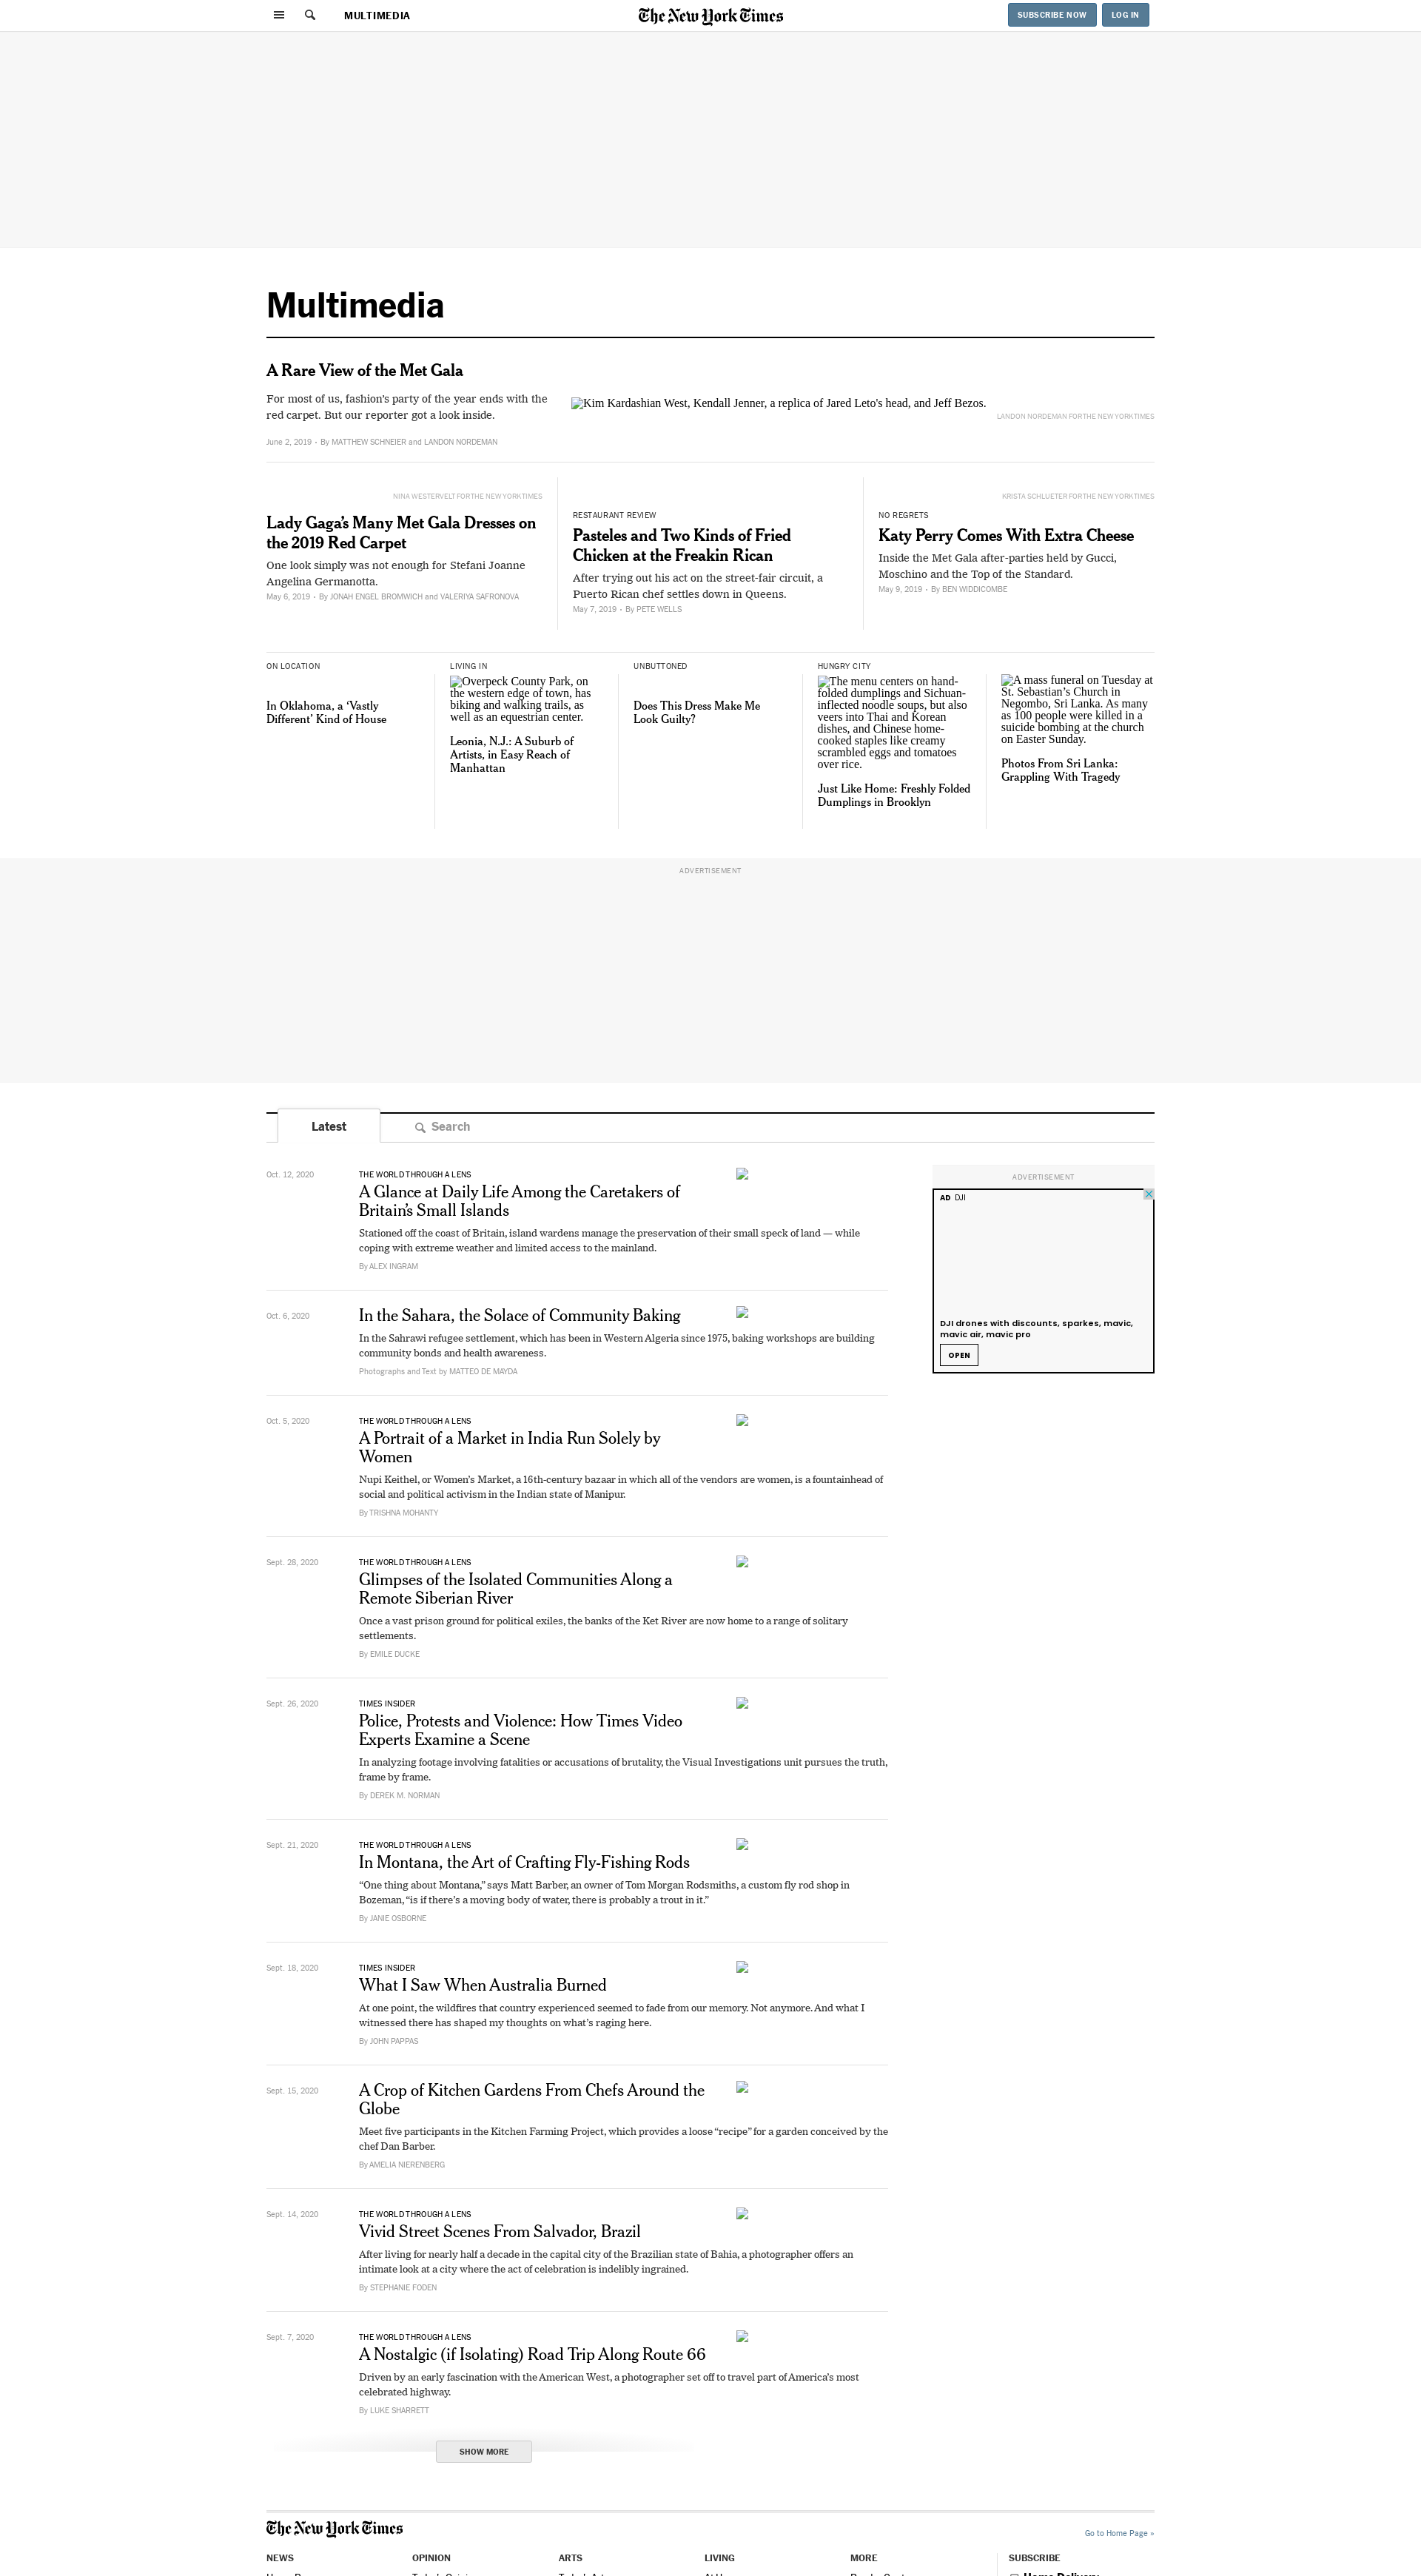 MULTIMEDIA
The New York Times
SUBSCRIBE NOW
LOG IN
Multimedia
A Rare View of the Met Gala
For most of us, fashion's party of the year ends with the
red carpet. But our reporter got a look inside.
June 2, 2019 - By MATTHEW SCHNEIER and LANDON NORDEMAN
Kim Kardashian West, Kendall Jenner, a replica of Jared Leto's head, and Jeff Bezos.
LANDON NORDEMAN FOR THE NEW YORK TIMES
NINA WESTERVELT FOR THE NEW YORK TIMES
Lady Gaga's Many Met Gala Dresses on
the 2019 Red Carpet
One look simply was not enough for Stefani Joanne
Angelina Germanotta.
May 6, 2019 - By JONAH ENGEL BROMWICH and VALERIYA SAFRONOVA
RESTAURANT REVIEW
Pasteles and Two Kinds of Fried
Chicken at the Freakin Rican
After trying out his act on the street-fair circuit, a
Puerto Rican chef settles down in Queens.
May 7, 2019 - By PETE WELLS
KRISTA SCHLUETER FOR THE NEW YORK TIMES
NO REGRETS
Katy Perry Comes With Extra Cheese
Inside the Met Gala after-parties held by Gucci,
Moschino and the Top of the Standard.
May 9, 2019 - By BEN WIDDICOMBE
ON LOCATION
In Oklahoma, a ‘Vastly
Different’ Kind of House
LIVING IN
Overpeck County Park, on
the western edge of town, has
biking and walking trails, as
well as an equestrian center.
Leonia, N.J.: A Suburb of
Artists, in Easy Reach of
Manhattan
UNBUTTONED
Does This Dress Make Me
Look Guilty?
HUNGRY CITY
The menu centers on hand-
folded dumplings and Sichuan-
inflected noodle soups, but also
veers into Thai and Korean
dishes, and Chinese home-
cooked staples like creamy
scrambled eggs and tomatoes
over rice.
Just Like Home: Freshly Folded
Dumplings in Brooklyn
A mass funeral on Tuesday at
St. Sebastian’s Church in
Negombo, Sri Lanka. As many
as 100 people were killed in a
suicide bombing at the church
on Easter Sunday.
Photos From Sri Lanka:
Grappling With Tragedy
ADVERTISEMENT
Latest
Search
Oct. 12, 2020
THE WORLD THROUGH A LENS
A Glance at Daily Life Among the Caretakers of
Britain’s Small Islands
Stationed off the coast of Britain, island wardens manage the preservation of their small speck of land — while
coping with extreme weather and limited access to the mainland.
By ALEX INGRAM
ADVERTISEMENT
AD DJI
DJI drones with discounts, sparkes, mavic,
mavic air, mavic pro
OPEN
Oct. 6, 2020
In the Sahara, the Solace of Community Baking
In the Sahrawi refugee settlement, which has been in Western Algeria since 1975, baking workshops are building
community bonds and health awareness.
Photographs and Text by MATTEO DE MAYDA
Oct. 5, 2020
THE WORLD THROUGH A LENS
A Portrait of a Market in India Run Solely by
Women
Nupi Keithel, or Women’s Market, a 16th-century bazaar in which all of the vendors are women, is a fountainhead of
social and political activism in the Indian state of Manipur.
By TRISHNA MOHANTY
Sept. 28, 2020
THE WORLD THROUGH A LENS
Glimpses of the Isolated Communities Along a
Remote Siberian River
Once a vast prison ground for political exiles, the banks of the Ket River are now home to a range of solitary
settlements.
By EMILE DUCKE
Sept. 26, 2020
TIMES INSIDER
Police, Protests and Violence: How Times Video
Experts Examine a Scene
In analyzing footage involving fatalities or accusations of brutality, the Visual Investigations unit pursues the truth,
frame by frame.
By DEREK M. NORMAN
Sept. 21, 2020
THE WORLD THROUGH A LENS
In Montana, the Art of Crafting Fly-Fishing Rods
“One thing about Montana,” says Matt Barber, an owner of Tom Morgan Rodsmiths, a custom fly rod shop in
Bozeman, “is if there’s a moving body of water, there is probably a trout in it.”
By JANIE OSBORNE
Sept. 18, 2020
TIMES INSIDER
What I Saw When Australia Burned
At one point, the wildfires that country experienced seemed to fade from our memory. Not anymore. And what I
witnessed there has shaped my thoughts on what’s raging here.
By JOHN PAPPAS
Sept. 15, 2020
A Crop of Kitchen Gardens From Chefs Around the
Globe
Meet five participants in the Kitchen Farming Project, which provides a loose “recipe” for a garden conceived by the
chef Dan Barber.
By AMELIA NIERENBERG
Sept. 14, 2020
THE WORLD THROUGH A LENS
Vivid Street Scenes From Salvador, Brazil
After living for nearly half a decade in the capital city of the Brazilian state of Bahia, a photographer offers an
intimate look at a city where the act of celebration is indelibly ingrained.
By STEPHANIE FODEN
Sept. 7, 2020
THE WORLD THROUGH A LENS
A Nostalgic (if Isolating) Road Trip Along Route 66
Driven by an early fascination with the American West, a photographer set off to travel part of America’s most
celebrated highway.
By LUKE SHARRETT
SHOW MORE
The New York Times
Go to Home Page »
NEWS
OPINION
ARTS
LIVING
MORE
SUBSCRIBE